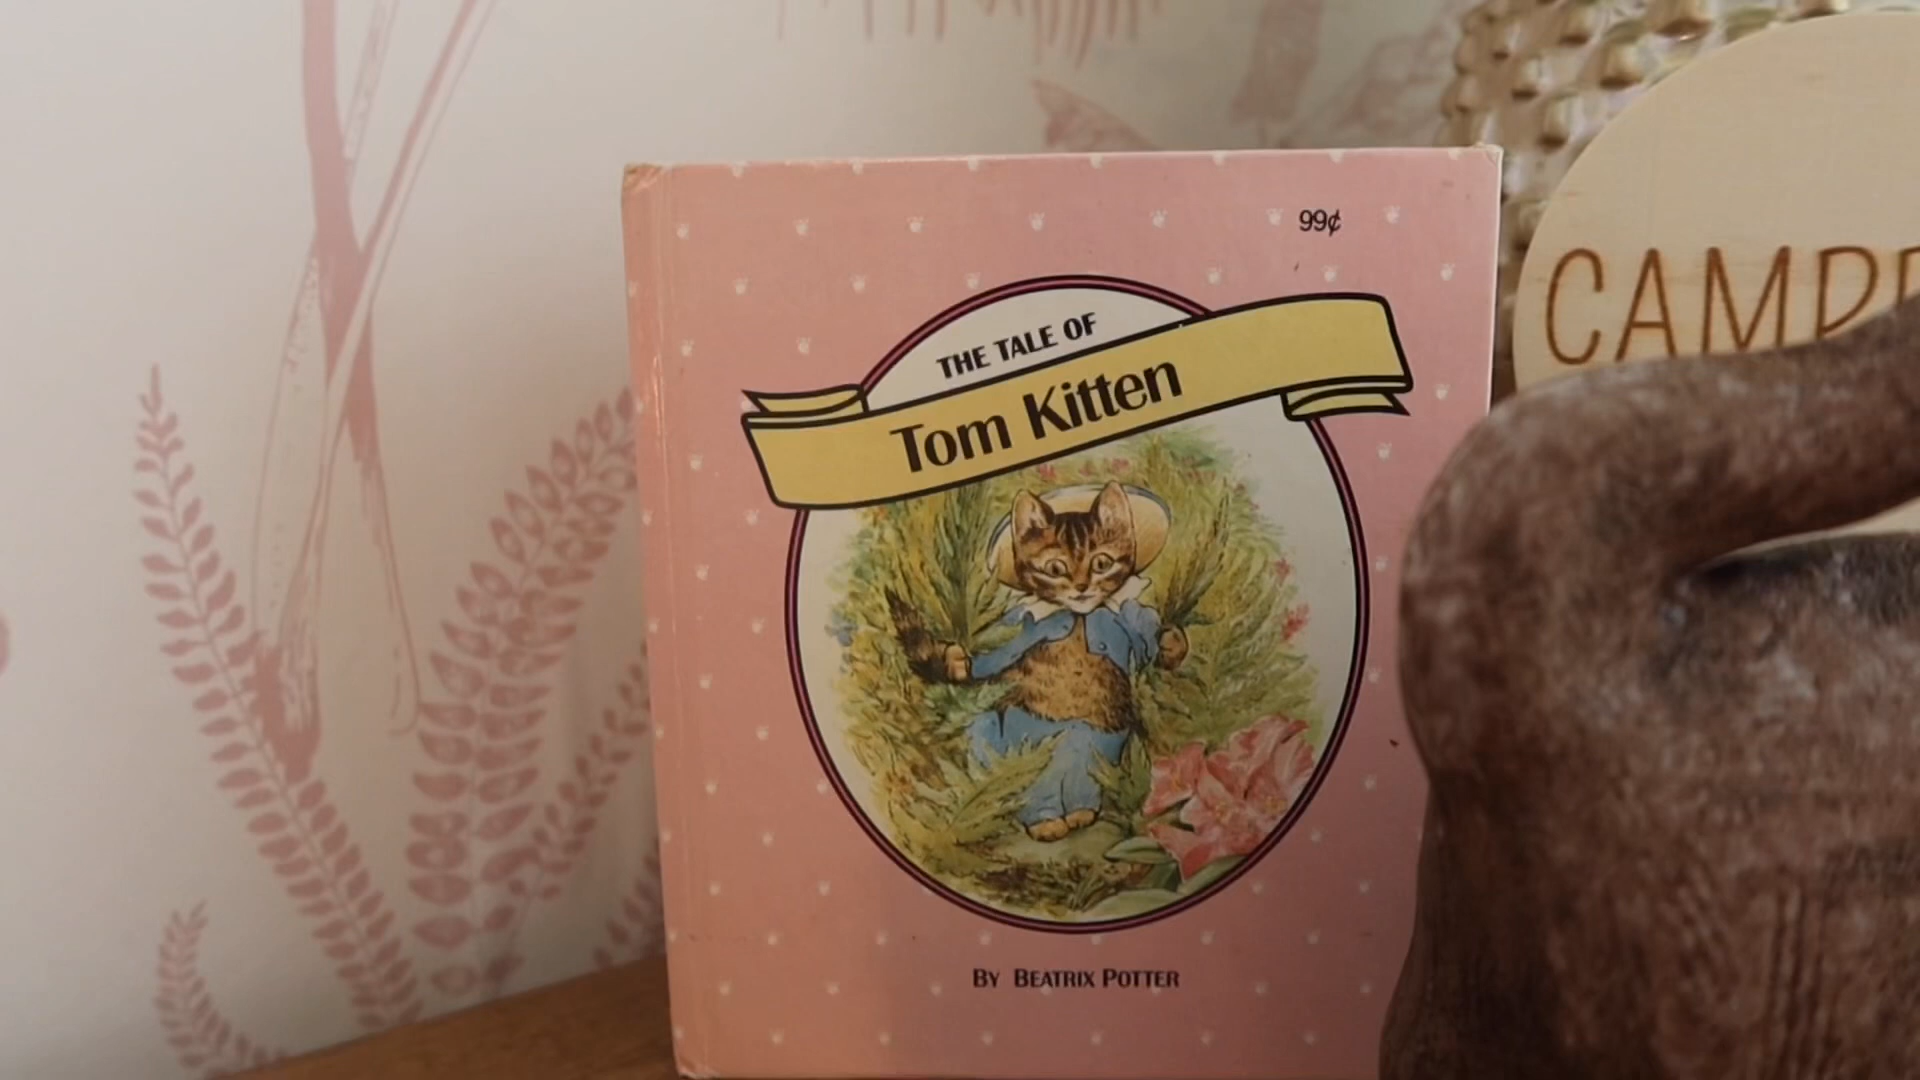 99¢
THE TALE OF
Tom Kitten
BY BEATRIX POTTER